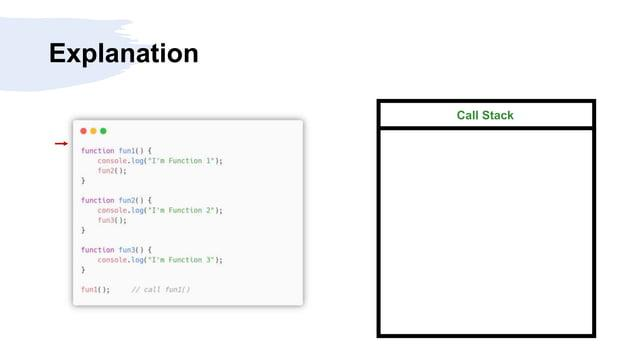 Explanation
Call Stack
function fun1() {
    console.log("I'm Function 1");
    fun2();
}
function fun2() {
    console.log("I'm Function 2");
    fun3();
}
function fun3() {
    console.log("I'm Function 3");
}
fun1();     // call fun1()